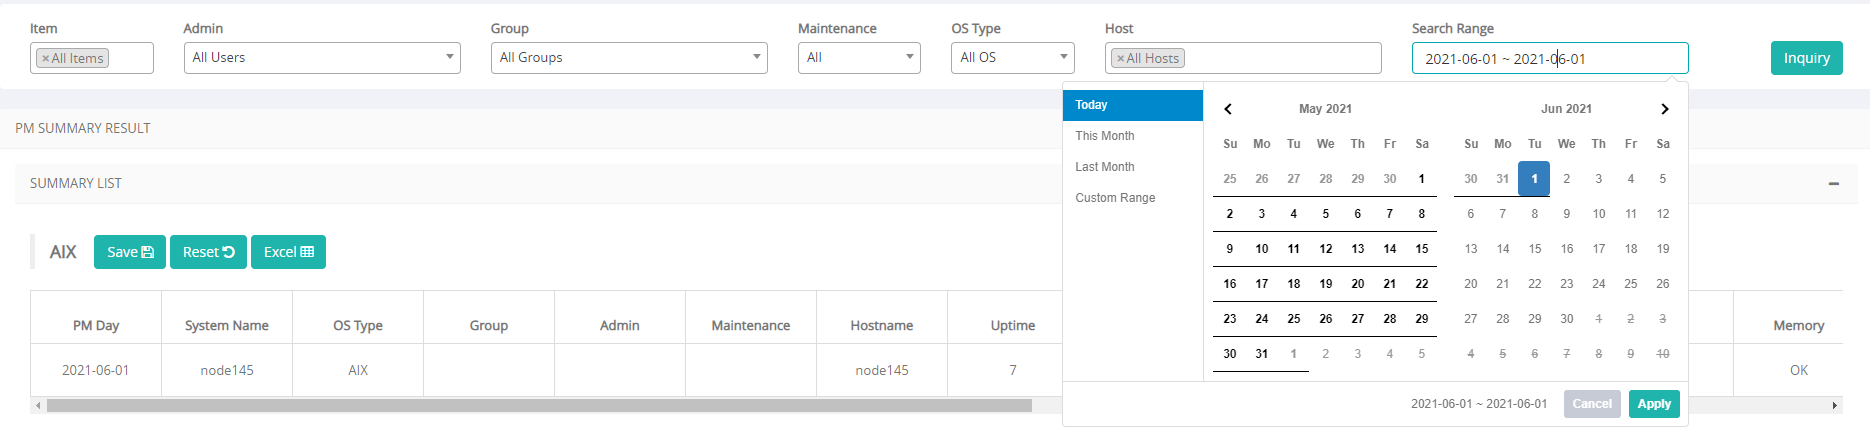 Item Admin Group Maintenance OS Type Host Search Range
×All Items All Users All Groups All All OS ×All Hosts 2021-06-01 ~ 2021-06-01 Inquiry
Today
This Month
Last Month
Custom Range
May 2021
Su Mo Tu We Th Fr Sa
25 26 27 28 29 30 1
2 3 4 5 6 7 8
9 10 11 12 13 14 15
16 17 18 19 20 21 22
23 24 25 26 27 28 29
30 31 1 2 3 4 5
Jun 2021
Su Mo Tu We Th Fr Sa
30 31 1 2 3 4 5
6 7 8 9 10 11 12
13 14 15 16 17 18 19
20 21 22 23 24 25 26
27 28 29 30 1 2 3
4 5 6 7 8 9 10
2021-06-01 ~ 2021-06-01 Cancel Apply
PM SUMMARY RESULT
SUMMARY LIST
AIX Save Reset Excel
PM Day System Name OS Type Group Admin Maintenance Hostname Uptime Memory
2021-06-01 node145 AIX node145 7 OK